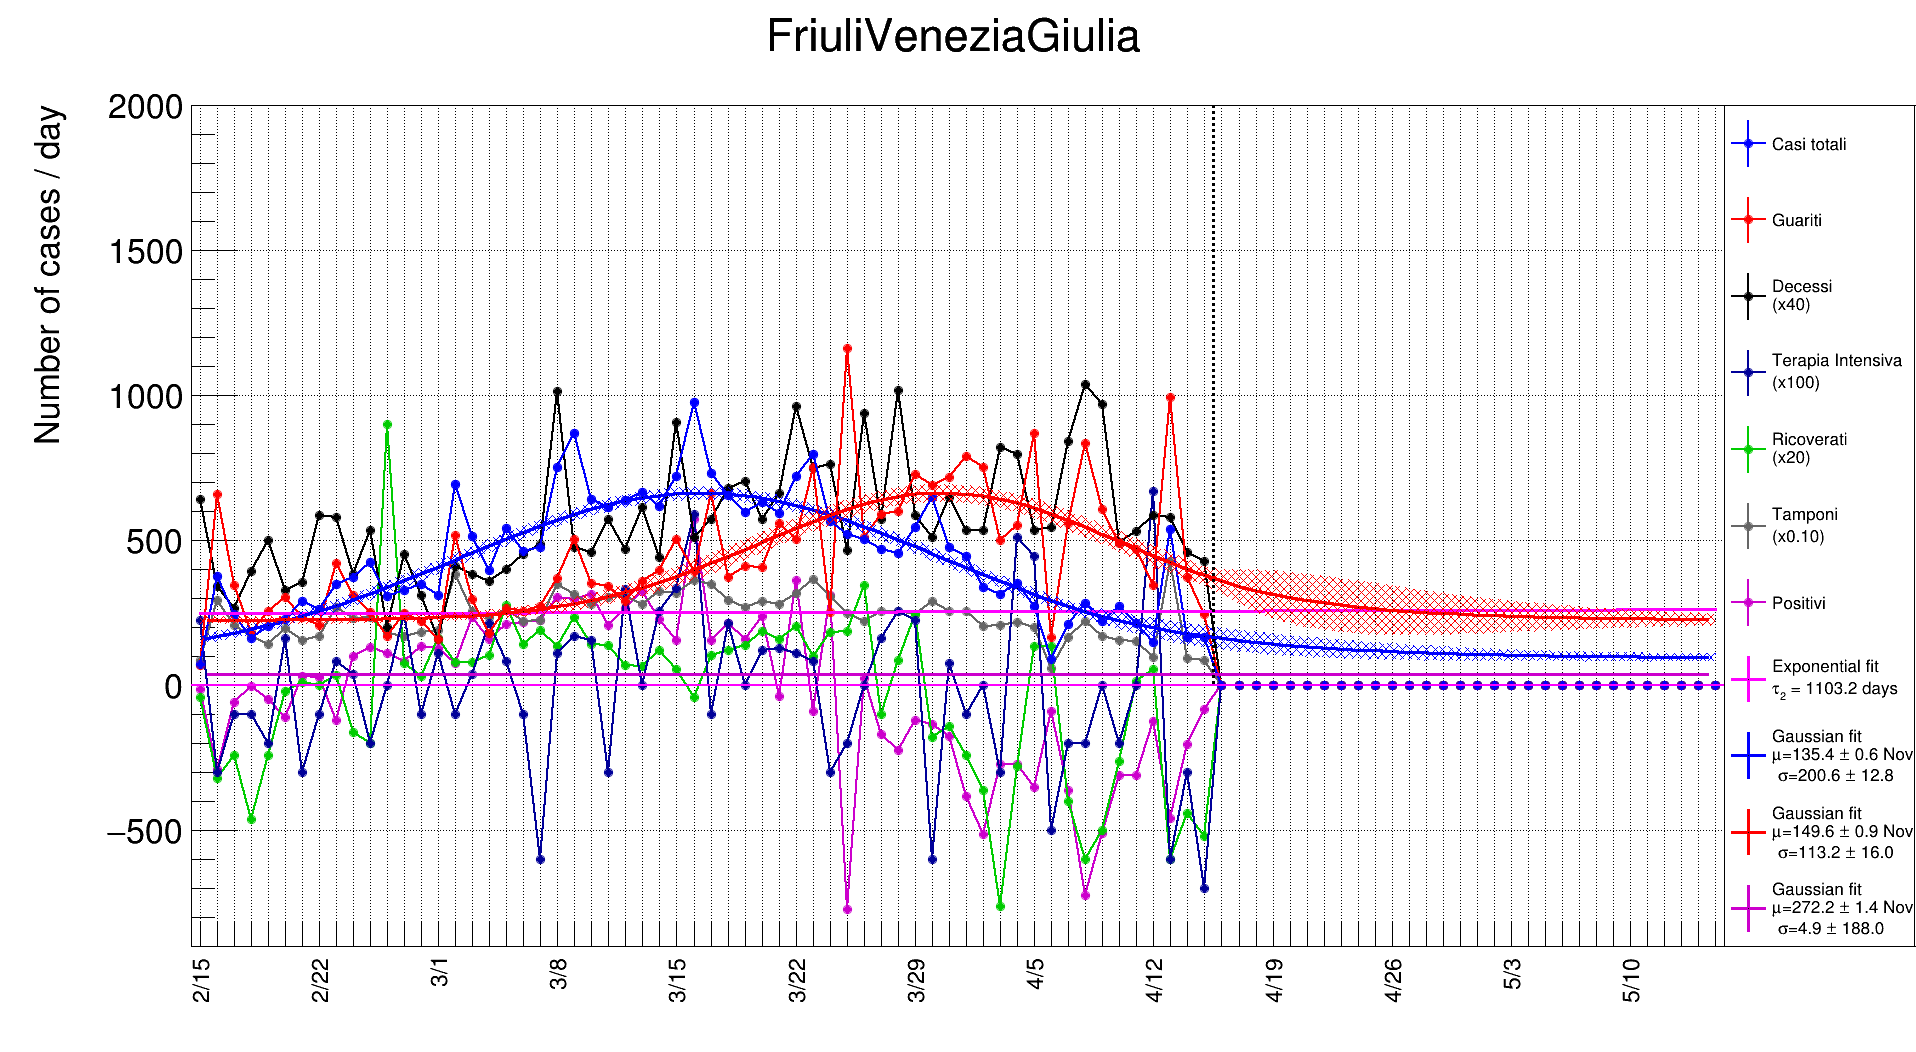 FriuliVeneziaGiulia
Number of cases / day
2000
1500
1000
500
0
−500
2/15
2/22
3/1
3/8
3/15
3/22
3/29
4/5
4/12
4/19
4/26
5/3
5/10
Casi totali
Guariti
Decessi
(x40)
Terapia Intensiva
(x100)
Ricoverati
(x20)
Tamponi
(x0.10)
Positivi
Exponential fit
τ2 = 1103.2 days
Gaussian fit
μ=135.4 ± 0.6 Nov
σ=200.6 ± 12.8
Gaussian fit
μ=149.6 ± 0.9 Nov
σ=113.2 ± 16.0
Gaussian fit
μ=272.2 ± 1.4 Nov
σ=4.9 ± 188.0